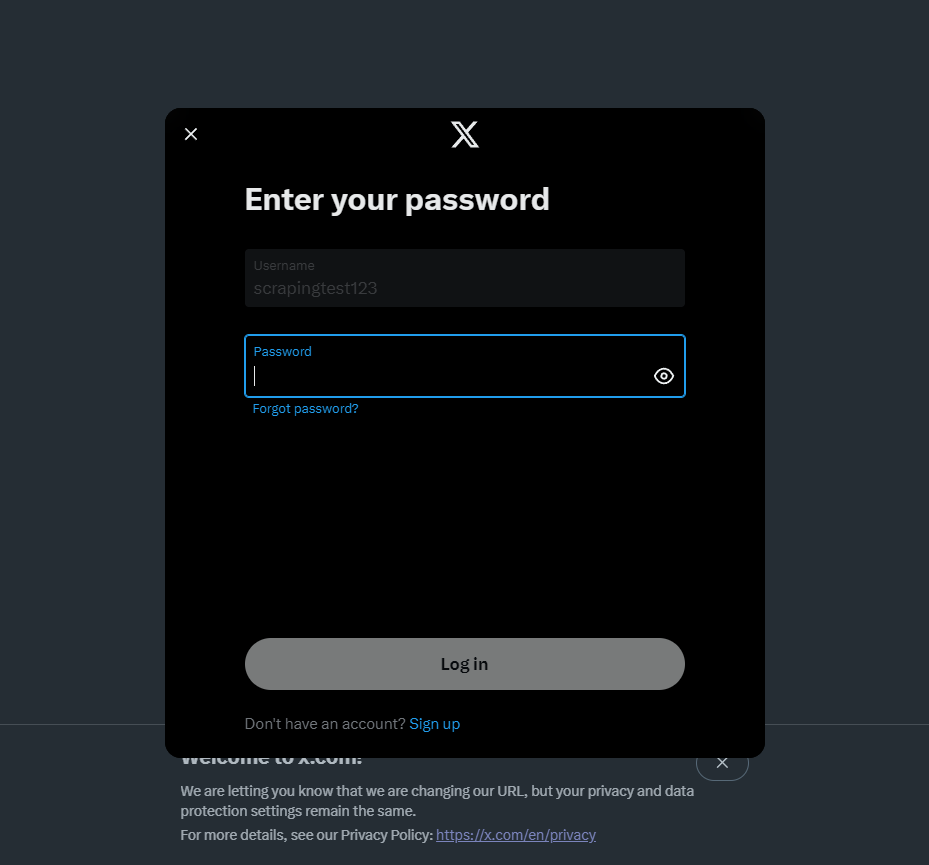 Enter your password
Username
scrapingtest123
Password
Forgot password?
Log in
Don't have an account? Sign up
Welcome to x.com!
We are letting you know that we are changing our URL, but your privacy and data
protection settings remain the same.
For more details, see our Privacy Policy: https://x.com/en/privacy